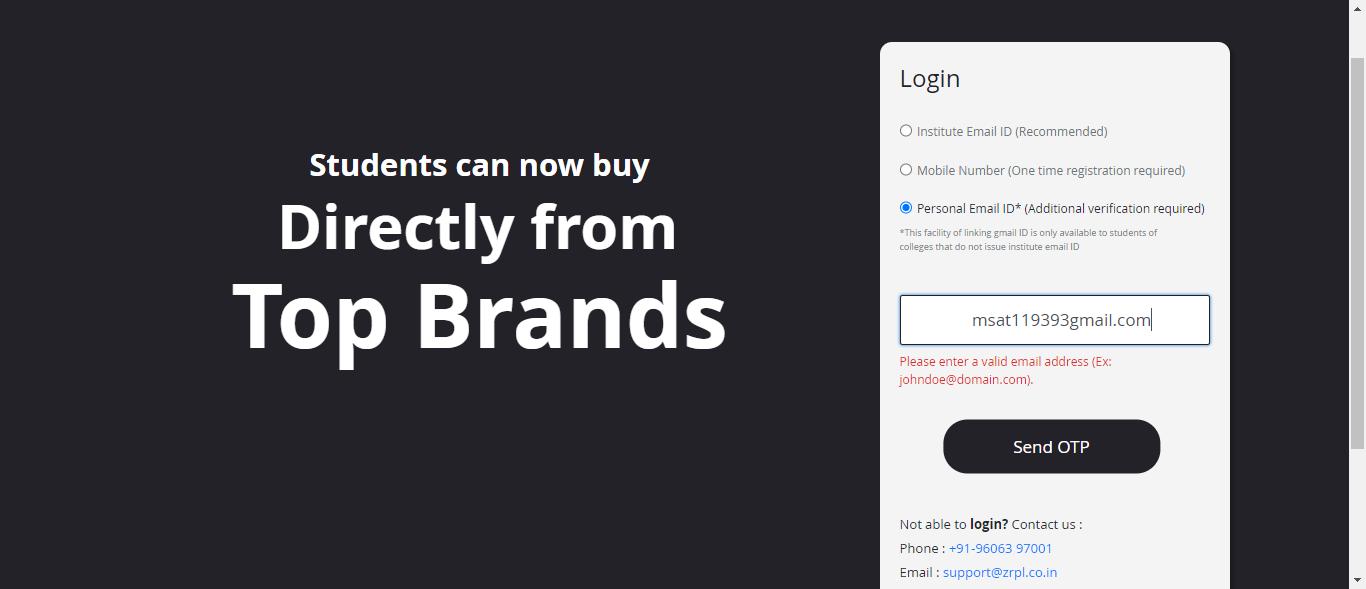 Students can now buy
Directly from
Top Brands
Login
Institute Email ID (Recommended)
Mobile Number (One time registration required)
Personal Email ID* (Additional verification required)
*This facility of linking gmail ID is only available to students of
colleges that do not issue institute email ID
msat119393gmail.com
Please enter a valid email address (Ex:
johndoe@domain.com).
Send OTP
Not able to login? Contact us :
Phone : +91-96063 97001
Email : support@zrpl.co.in